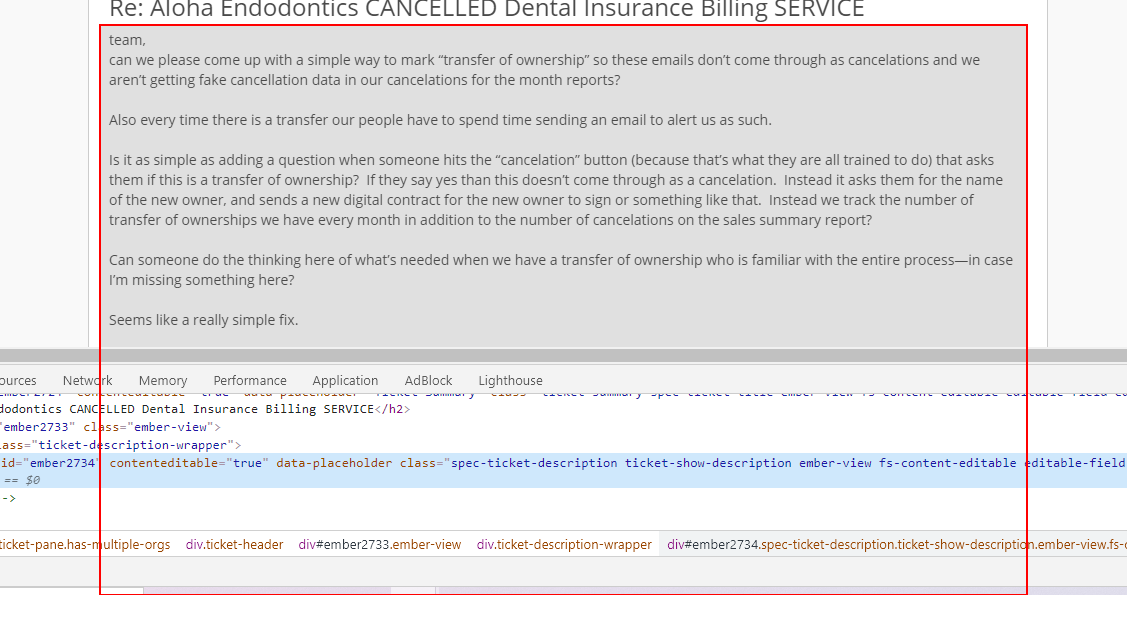 Re: Aloha Endodontics CANCELLED Dental Insurance Billing SERVICE
team,
can we please come up with a simple way to mark “transfer of ownership” so these emails don’t come through as cancelations and we
aren’t getting fake cancellation data in our cancelations for the month reports?
Also every time there is a transfer our people have to spend time sending an email to alert us as such.
Is it as simple as adding a question when someone hits the “cancelation” button (because that’s what they are all trained to do) that asks
them if this is a transfer of ownership?  If they say yes than this doesn’t come through as a cancelation.  Instead it asks them for the name
of the new owner, and sends a new digital contract for the new owner to sign or something like that.  Instead we track the number of
transfer of ownerships we have every month in addition to the number of cancelations on the sales summary report?
Can someone do the thinking here of what’s needed when we have a transfer of ownership who is familiar with the entire process—in case
I’m missing something here?
Seems like a really simple fix.
ources Network Memory Performance Application AdBlock Lighthouse
dodontics CANCELLED Dental Insurance Billing SERVICE</h2>
"ember2733" class="ember-view">
lass="ticket-description-wrapper">
id="ember2734" contenteditable="true" data-placeholder class="spec-ticket-description ticket-show-description ember-view fs-content-editable editable-field
== $0
->
ticket-pane.has-multiple-orgs div.ticket-header div#ember2733.ember-view div.ticket-description-wrapper div#ember2734.spec-ticket-description.ticket-show-description.ember-view.fs-